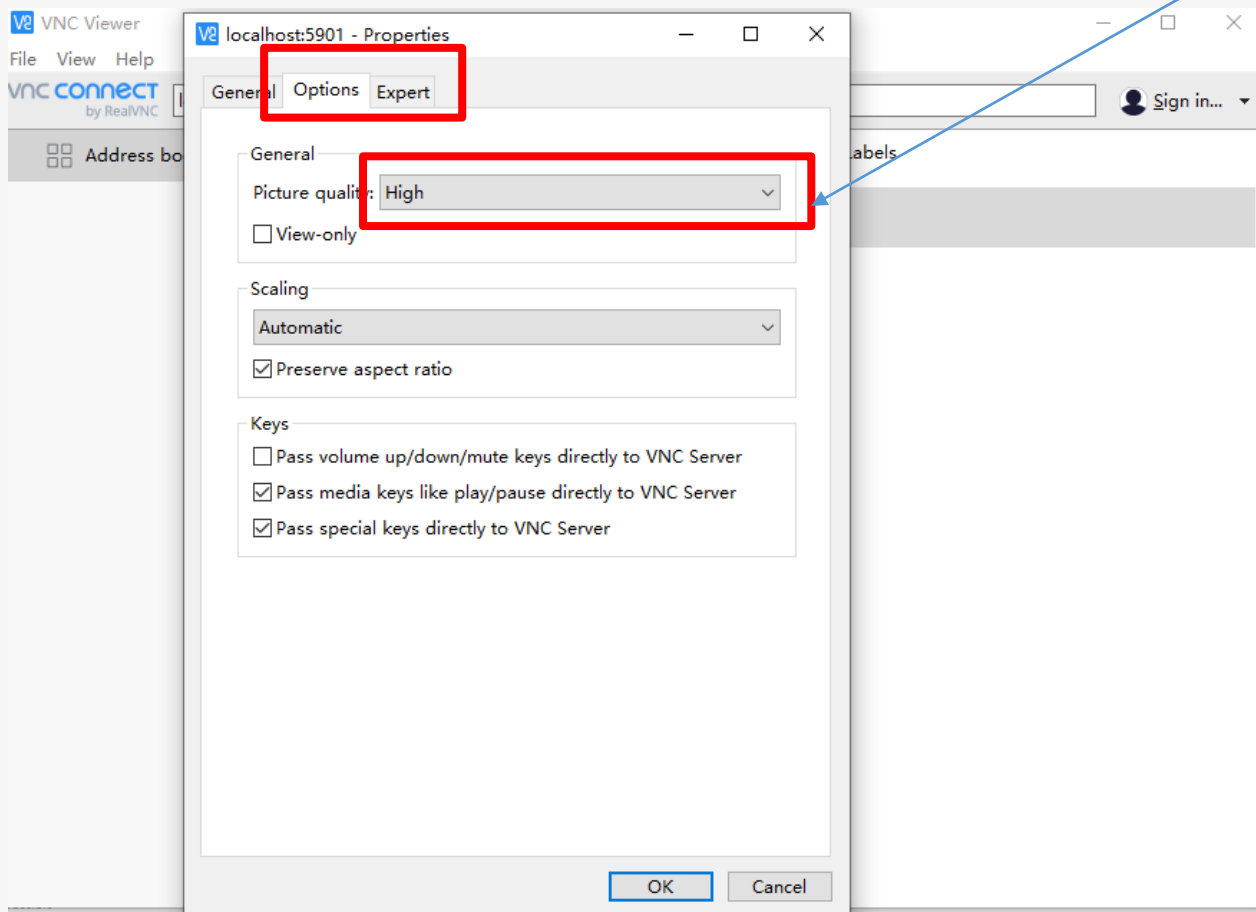 VNC Viewer
File View Help
vnc connect
by RealVNC
Sign in...
Address bo
Labels
localhost:5901 - Properties
General Options Expert
General
Picture quality: High
View-only
Scaling
Automatic
Preserve aspect ratio
Keys
Pass volume up/down/mute keys directly to VNC Server
Pass media keys like play/pause directly to VNC Server
Pass special keys directly to VNC Server
OK Cancel